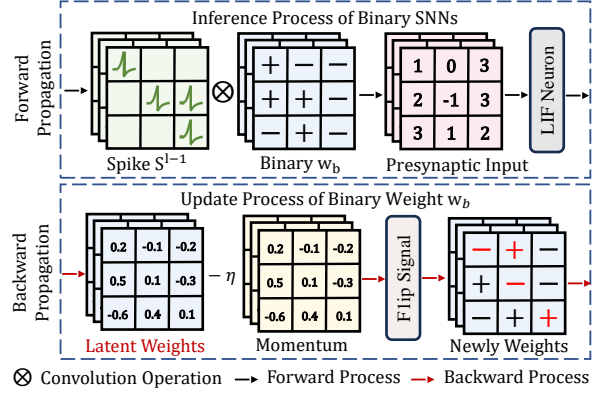 Inference Process of Binary SNNs
Forward
Propagation
+ − −
+ + −
− + −
1 0 3
2 -1 3
3 1 2
LIF Neuron
⊗
Spike S^{l−1}
Binary w_b
Presynaptic Input
Update Process of Binary Weight w_b
Backward
Propagation
0.2 -0.1 -0.2
0.5 0.1 -0.3
-0.6 0.4 0.1
− η
0.2 -0.1 -0.2
0.5 0.1 -0.3
-0.6 0.4 0.1
Flip Signal
− + −
+ − −
− + +
Latent Weights
Momentum
Newly Weights
⊗ Convolution Operation → Forward Process → Backward Process